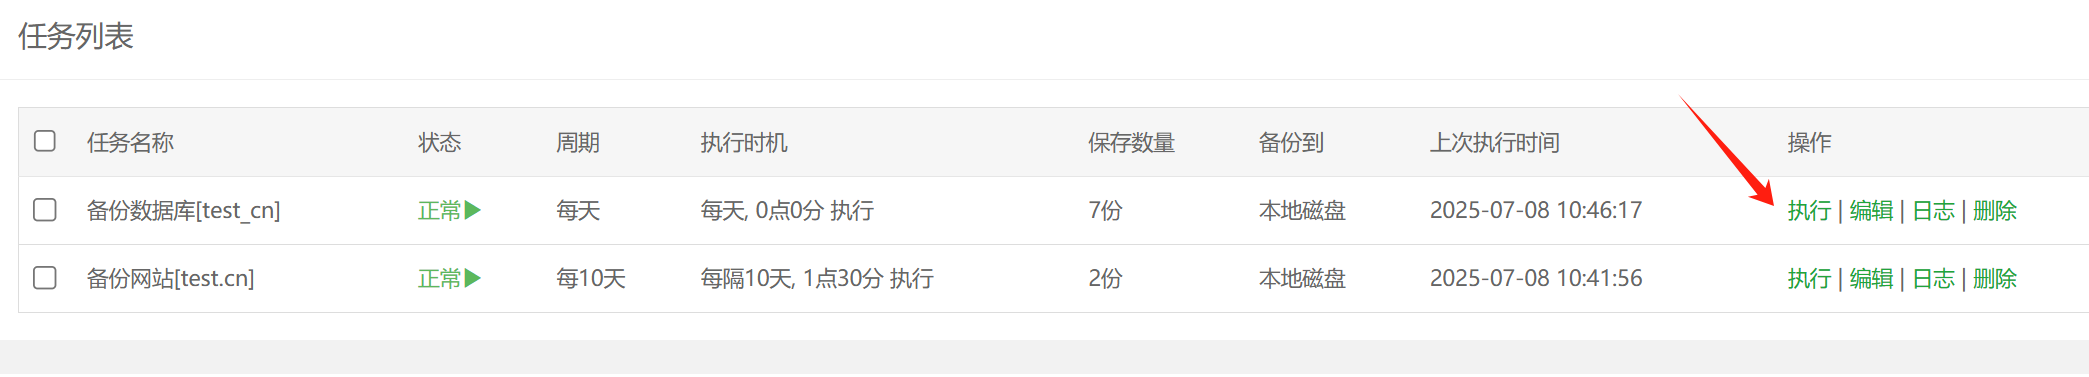 任务列表
任务名称 状态 周期 执行时机 保存数量 备份到 上次执行时间 操作
备份数据库[test_cn] 正常▶ 每天 每天, 0点0分 执行 7份 本地磁盘 2025-07-08 10:46:17 执行 | 编辑 | 日志 | 删除
备份网站[test.cn] 正常▶ 每10天 每隔10天, 1点30分 执行 2份 本地磁盘 2025-07-08 10:41:56 执行 | 编辑 | 日志 | 删除